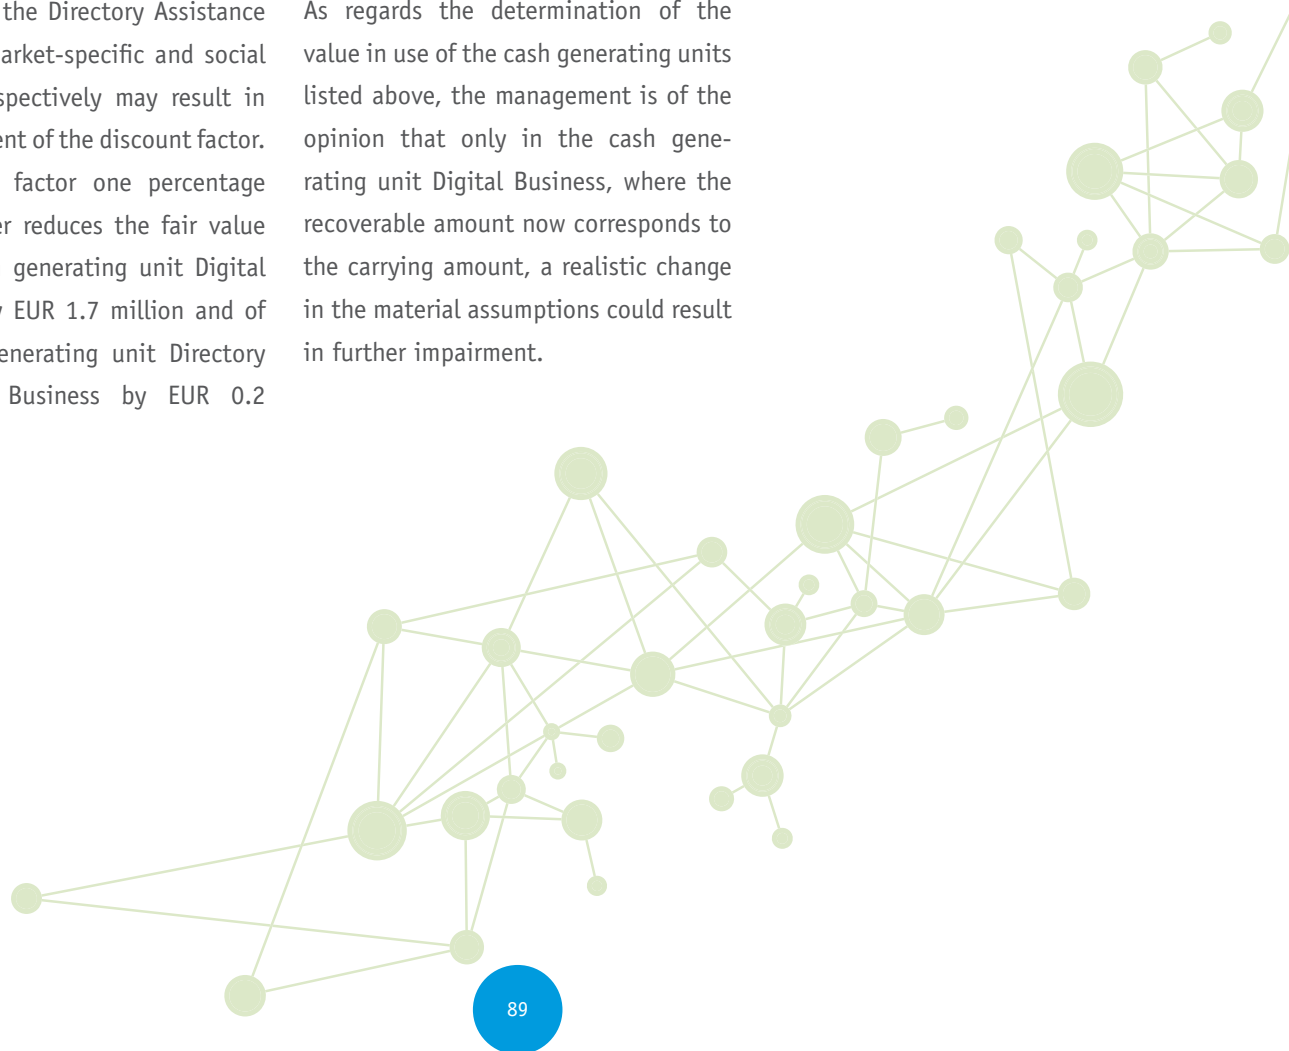 the Directory Assistance
arket-specific and social
spectively may result in
ent of the discount factor.
factor one percentage
er reduces the fair value
generating unit Digital
EUR 1.7 million and of
enerating unit Directory
Business by EUR 0.2
As regards the determination of the
value in use of the cash generating units
listed above, the management is of the
opinion that only in the cash gene-
rating unit Digital Business, where the
recoverable amount now corresponds to
the carrying amount, a realistic change
in the material assumptions could result
in further impairment.
89